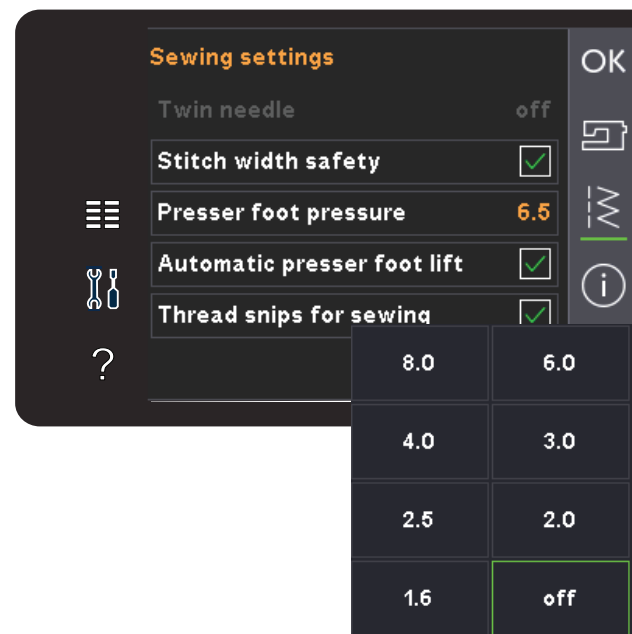 Sewing settings
OK
Twin needle off
Stitch width safety
Presser foot pressure 6.5
Automatic presser foot lift
i
Thread snips for sewing
?
8.0 6.0
4.0 3.0
2.5 2.0
1.6 off